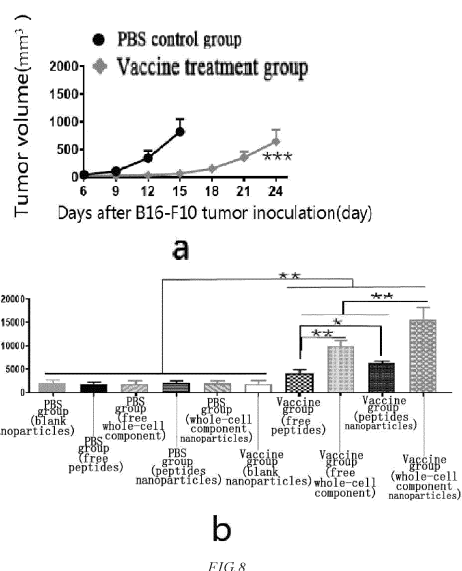 PBS control group
Vaccine treatment group
Tumor volume(mm³)
2000
1500
1000
500
0
***
6 9 12 15 18 21 24
Days after B16-F10 tumor inoculation(day)
a
**
**
*
**
20000
15000
10000
5000
0
PBS
group
(blank
nanoparticles)
PBS
group
(free
peptides)
PBS
group
(free
whole-cell
component)
PBS
group
(peptides
nanoparticles)
PBS
group
(whole-cell
component
nanoparticles)
Vaccine
group
(blank
nanoparticles)
Vaccine
group
(free
peptides)
Vaccine
group
(free
whole-cell
component)
Vaccine
group
(peptides
nanoparticles)
Vaccine
group
(whole-cell
component
nanoparticles)
b
FIG.8